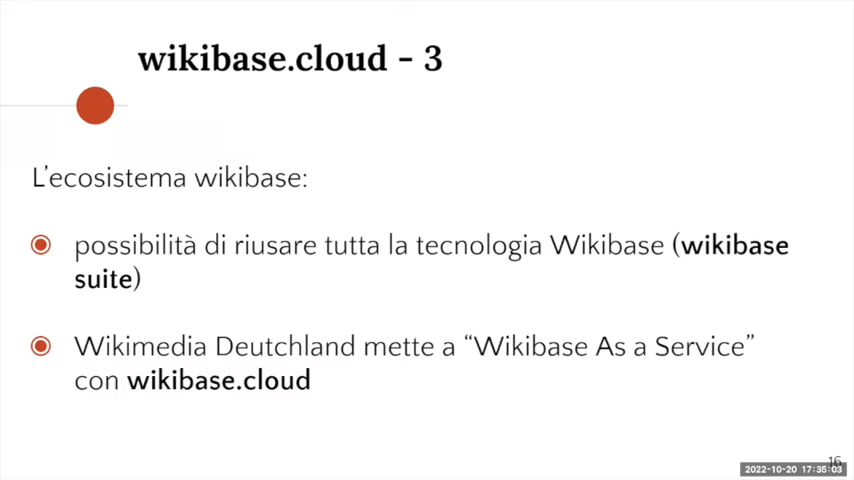 wikibase.cloud - 3
L’ecosistema wikibase:
possibilità di riusare tutta la tecnologia Wikibase (wikibase
suite)
Wikimedia Deutchland mette a “Wikibase As a Service”
con wikibase.cloud
16
2022-10-20 17:36:03